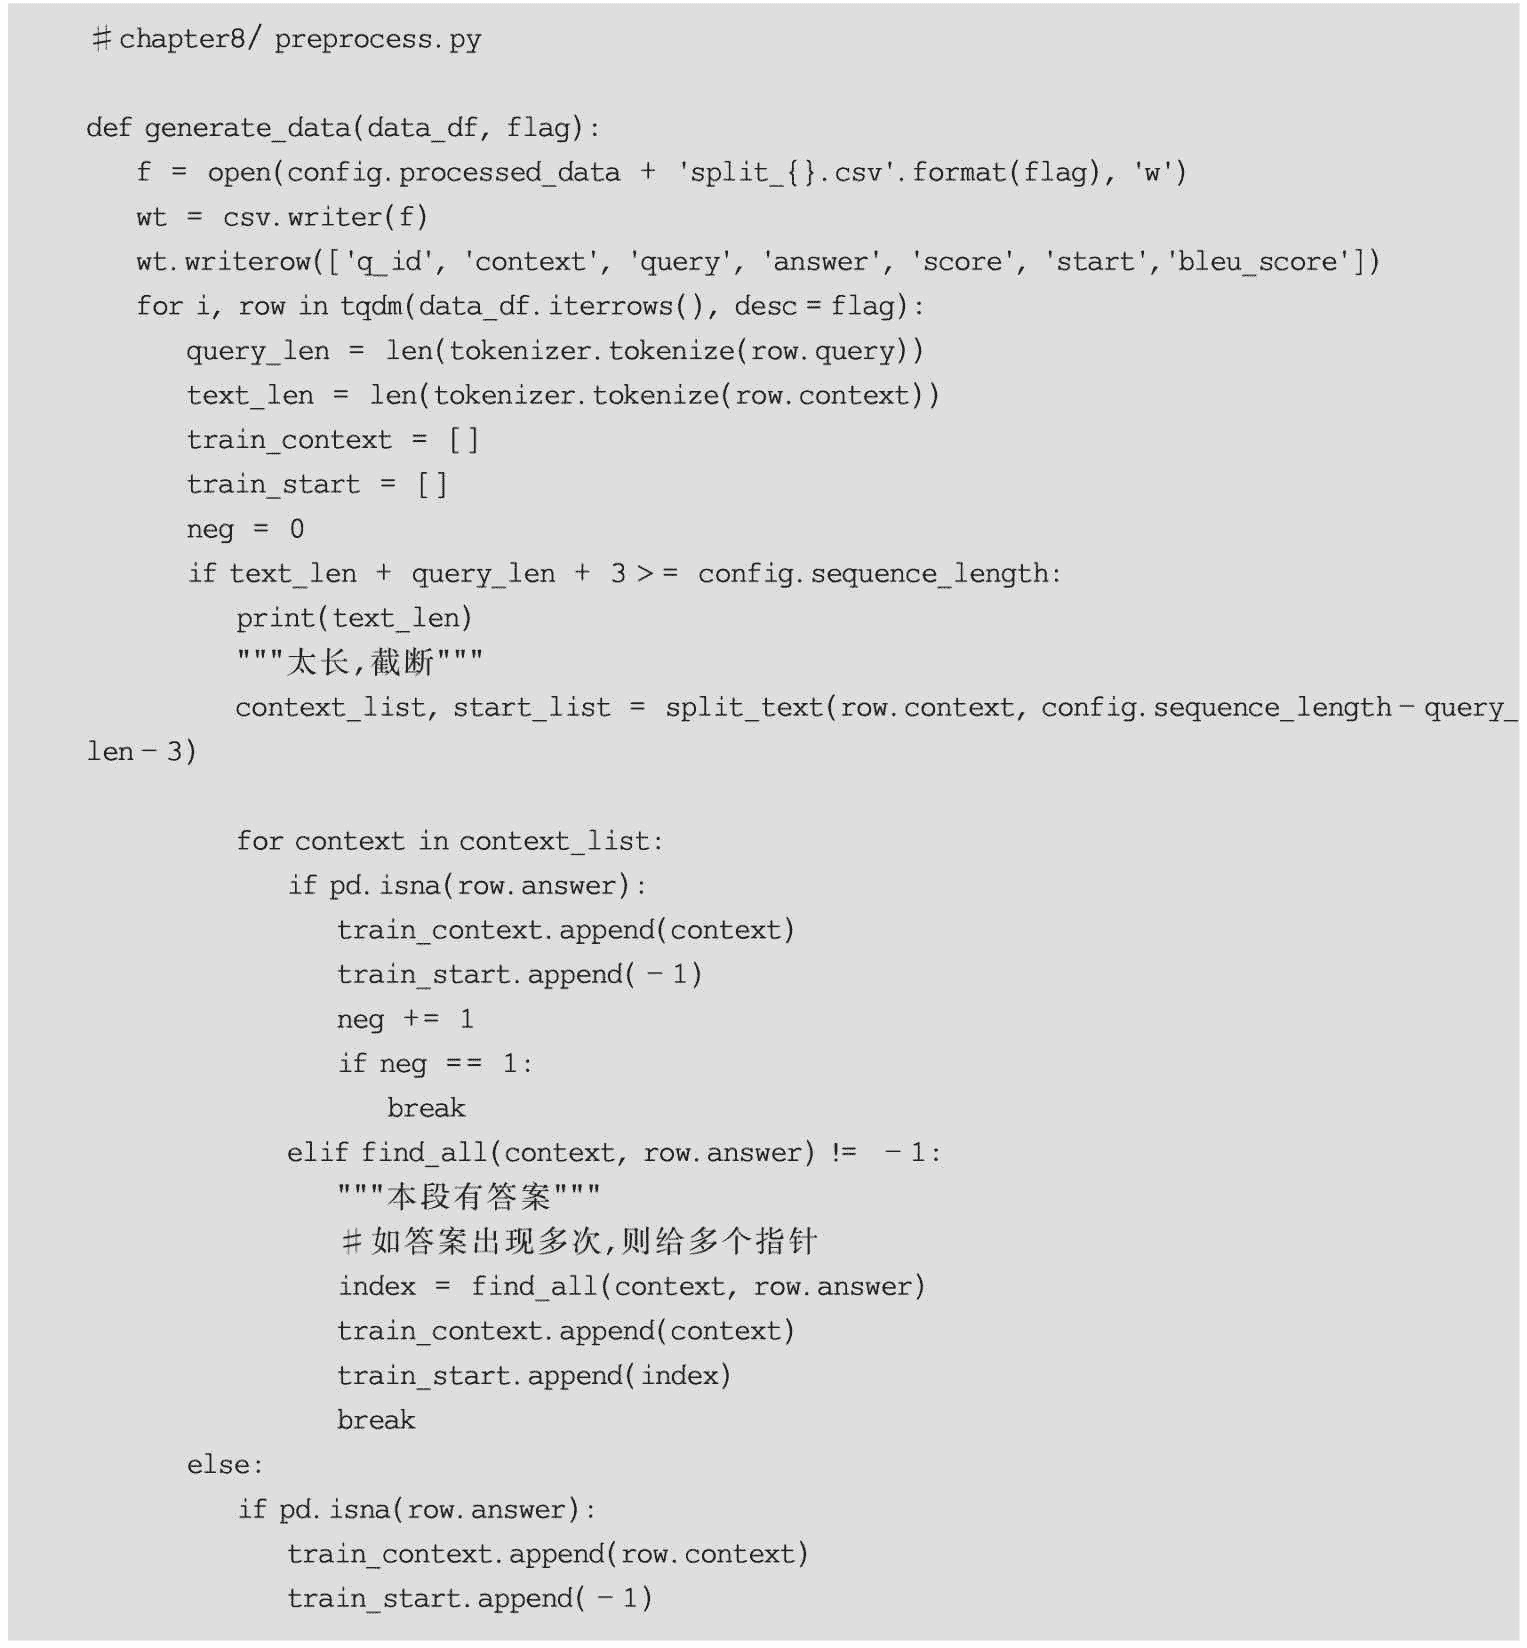 #chapter8/ preprocess.py
def generate_data(data_df, flag):
    f = open(config.processed_data + 'split_{}.csv'.format(flag), 'w')
    wt = csv.writer(f)
    wt.writerow(['q_id', 'context', 'query', 'answer', 'score', 'start','bleu_score'])
    for i, row in tqdm(data_df.iterrows(), desc=flag):
        query_len = len(tokenizer.tokenize(row.query))
        text_len = len(tokenizer.tokenize(row.context))
        train_context = []
        train_start = []
        neg = 0
        if text_len + query_len + 3 >= config.sequence_length:
            print(text_len)
            """太长,截断"""
            context_list, start_list = split_text(row.context, config.sequence_length-query_
len-3)
            for context in context_list:
                if pd.isna(row.answer):
                    train_context.append(context)
                    train_start.append(-1)
                    neg += 1
                    if neg == 1:
                        break
                elif find_all(context, row.answer) != -1:
                    """本段有答案"""
                    #如答案出现多次,则给多个指针
                    index = find_all(context, row.answer)
                    train_context.append(context)
                    train_start.append(index)
                    break
        else:
            if pd.isna(row.answer):
                train_context.append(row.context)
                train_start.append(-1)